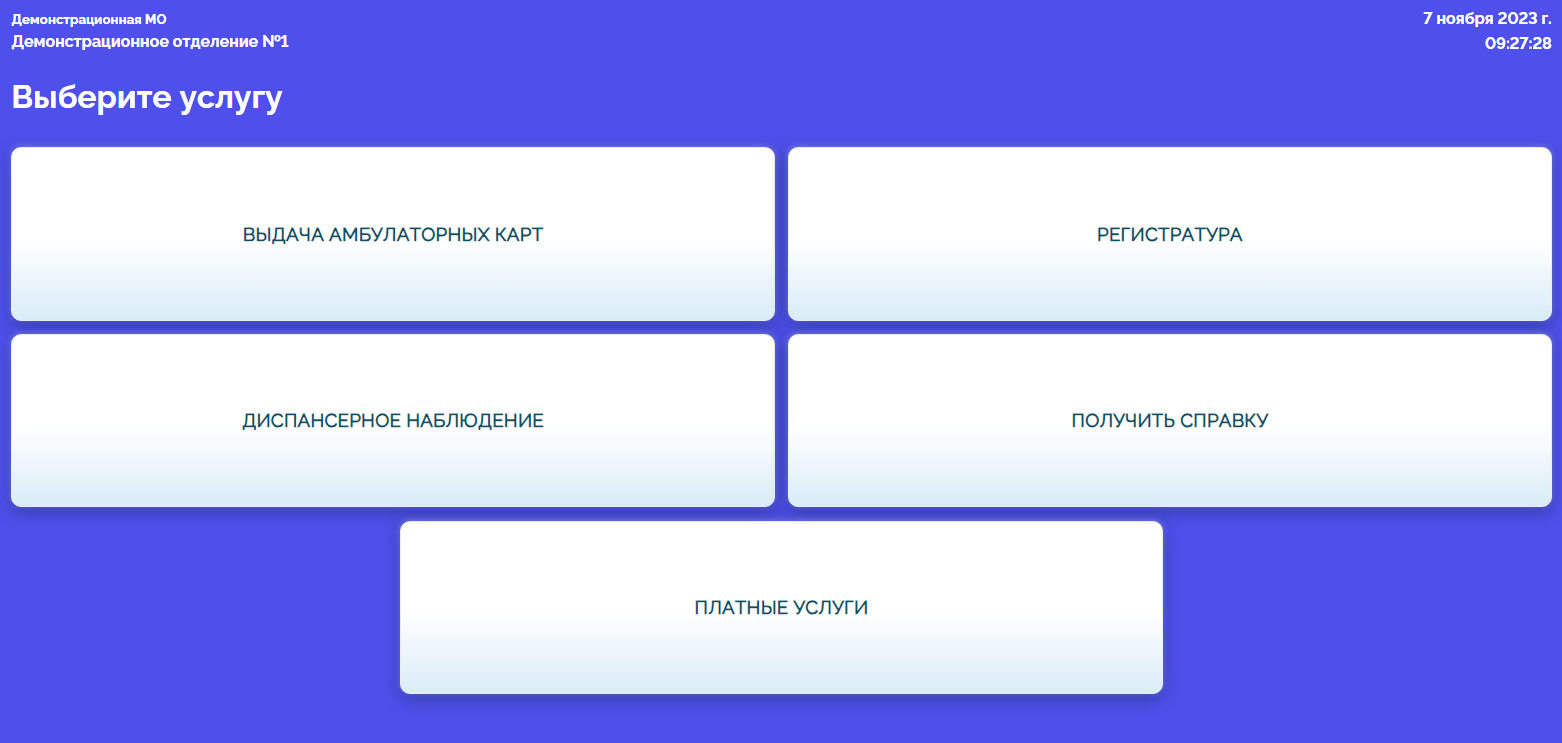 Демонстрационная МО
Демонстрационное отделение №1
7 ноября 2023 г.
09:27:28
Выберите услугу
ВЫДАЧА АМБУЛАТОРНЫХ КАРТ
РЕГИСТРАТУРА
ДИСПАНСЕРНОЕ НАБЛЮДЕНИЕ
ПОЛУЧИТЬ СПРАВКУ
ПЛАТНЫЕ УСЛУГИ